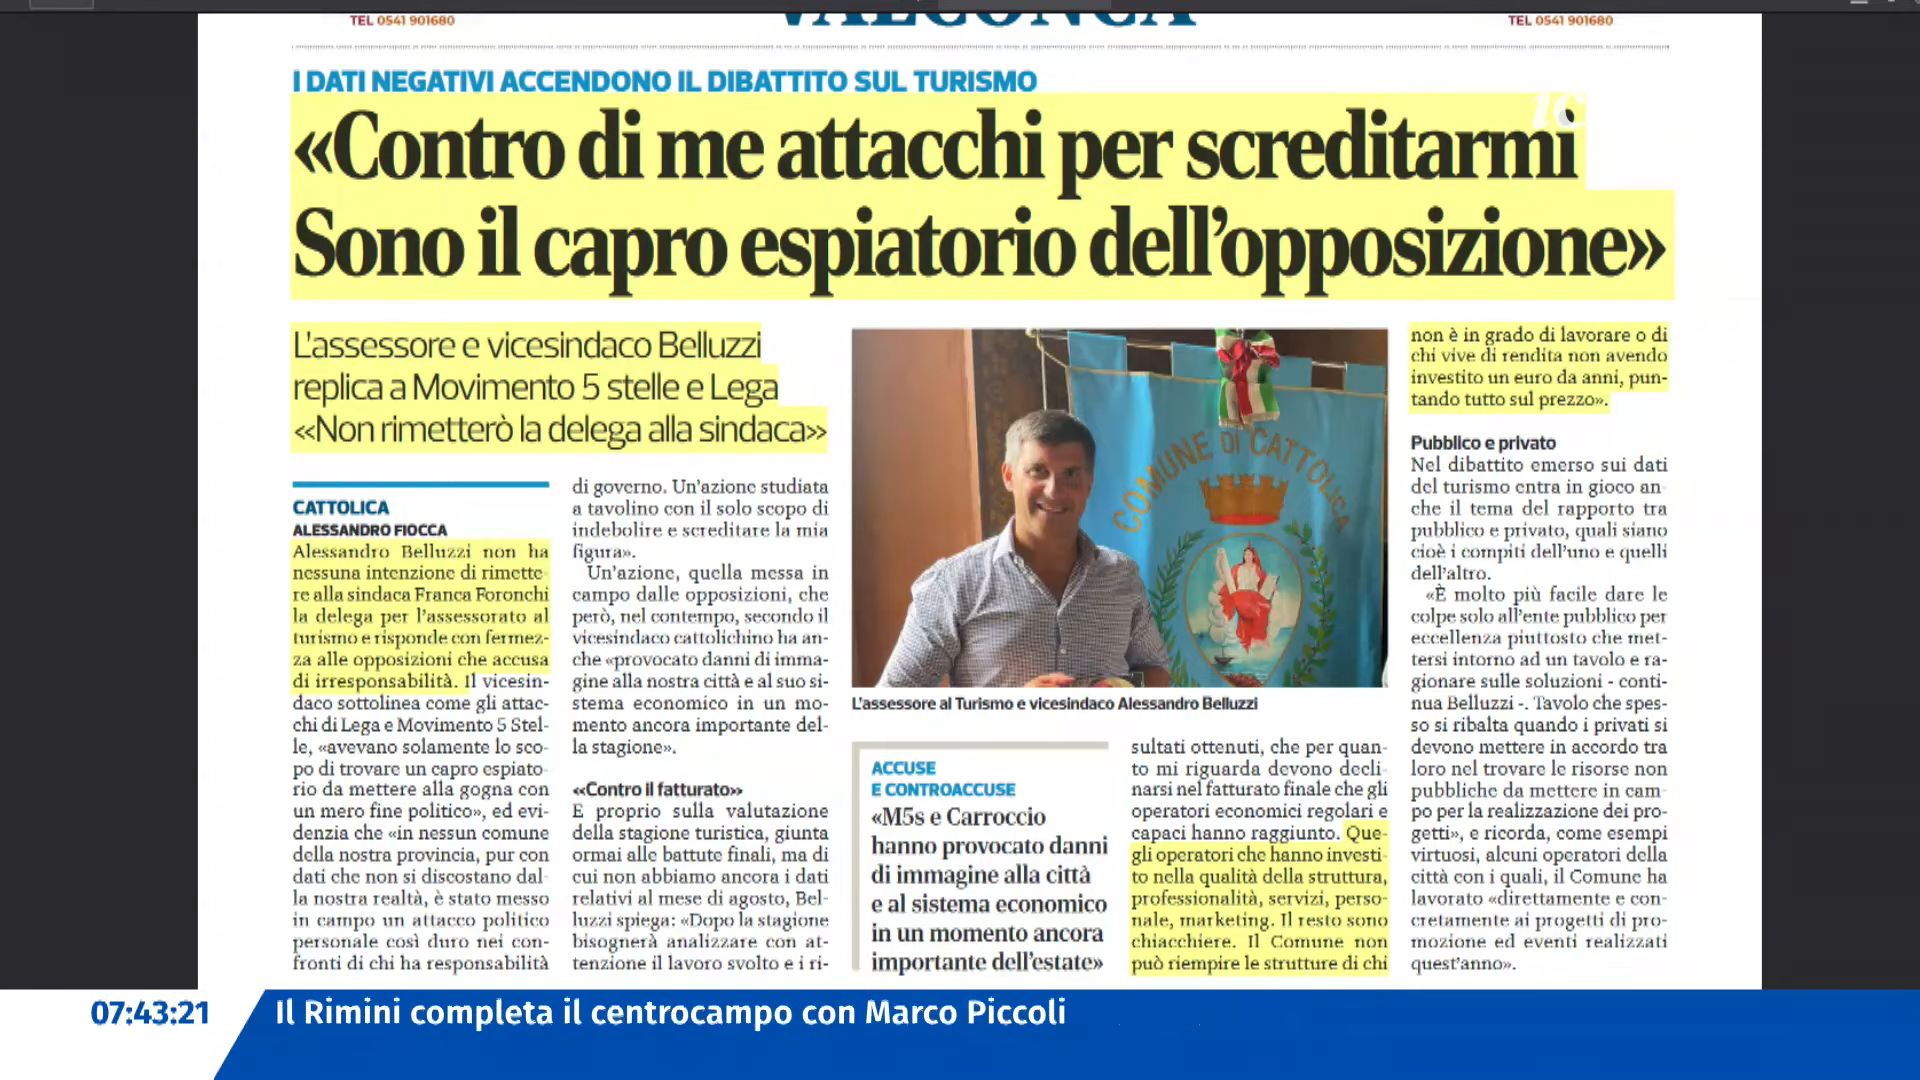 TEL 0541 901680
VALCONCA
TEL 0541 901680
I DATI NEGATIVI ACCENDONO IL DIBATTITO SUL TURISMO
«Contro di me attacchi per screditarmi
Sono il capro espiatorio dell'opposizione»
L'assessore e vicesindaco Belluzzi
replica a Movimento 5 stelle e Lega
«Non rimetterò la delega alla sindaca»
CATTOLICA
ALESSANDRO FIOCCA
Alessandro Belluzzi non ha
nessuna intenzione di rimette-
re alla sindaca Franca Foronchi
la delega per l'assessorato al
turismo e risponde con fermez-
za alle opposizioni che accusa
di irresponsabilità. Il vicesin-
daco sottolinea come gli attac-
chi di Lega e Movimento 5 Stel-
le, «avevano solamente lo sco-
po di trovare un capro espiato-
rio da mettere alla gogna con
un mero fine politico», ed evi-
denzia che «in nessun comune
della nostra provincia, pur con
dati che non si discostano dal-
la nostra realtà, è stato messo
in campo un attacco politico
personale così duro nei con-
fronti di chi ha responsabilità
di governo. Un'azione studiata
a tavolino con il solo scopo di
indebolire e screditare la mia
figura».
Un'azione, quella messa in
campo dalle opposizioni, che
però, nel contempo, secondo il
vicesindaco cattolichino ha an-
che «provocato danni di imma-
gine alla nostra città e al suo si-
stema economico in un mo-
mento ancora importante del-
la stagione».
«Contro il fatturato»
E proprio sulla valutazione
della stagione turistica, giunta
ormai alle battute finali, ma di
cui non abbiamo ancora i dati
relativi al mese di agosto, Bel-
luzzi spiega: «Dopo la stagione
bisognerà analizzare con at-
tenzione il lavoro svolto e i ri-
COMUNE DI CATTOLICA
L'assessore al Turismo e vicesindaco Alessandro Belluzzi
ACCUSE
E CONTROACCUSE
«M5s e Carroccio
hanno provocato danni
di immagine alla città
e al sistema economico
in un momento ancora
importante dell'estate»
sultati ottenuti, che per quan-
to mi riguarda devono decli-
narsi nel fatturato finale che gli
operatori economici regolari e
capaci hanno raggiunto. Que-
gli operatori che hanno investi-
to nella qualità della struttura,
professionalità, servizi, perso-
nale, marketing. Il resto sono
chiacchiere. Il Comune non
può riempire le strutture di chi
non è in grado di lavorare o di
chi vive di rendita non avendo
investito un euro da anni, pun-
tando tutto sul prezzo».
Pubblico e privato
Nel dibattito emerso sui dati
del turismo entra in gioco an-
che il tema del rapporto tra
pubblico e privato, quali siano
cioè i compiti dell'uno e quelli
dell'altro.
«È molto più facile dare le
colpe solo all'ente pubblico per
eccellenza piuttosto che met-
tersi intorno ad un tavolo e ra-
gionare sulle soluzioni - conti-
nua Belluzzi -. Tavolo che spes-
so si ribalta quando i privati si
devono mettere in accordo tra
loro nel trovare le risorse non
pubbliche da mettere in cam-
po per la realizzazione dei pro-
getti», e ricorda, come esempi
virtuosi, alcuni operatori della
città con i quali, il Comune ha
lavorato «direttamente e con-
cretamente ai progetti di pro-
mozione ed eventi realizzati
quest'anno».
07:43:21
Il Rimini completa il centrocampo con Marco Piccoli